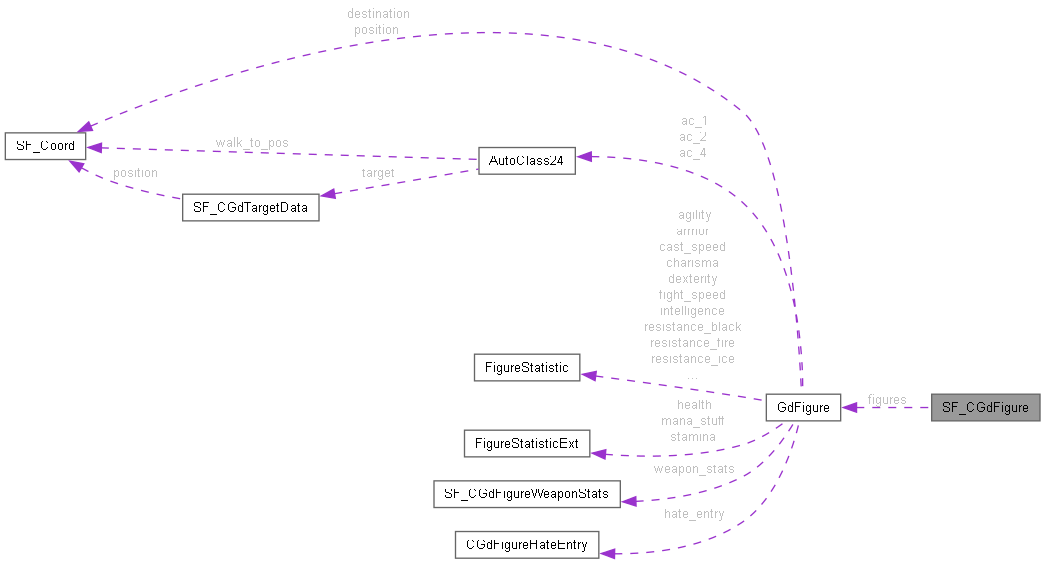 destination
position
SF_Coord
walk_to_pos
position
SF_CGdTargetData
target
AutoClass24
ac_1
ac_2
ac_4
agility
armor
cast_speed
charisma
dexterity
fight_speed
intelligence
resistance_black
resistance_fire
resistance_ice
...
FigureStatistic
health
mana_stuff
stamina
FigureStatisticExt
weapon_stats
SF_CGdFigureWeaponStats
hate_entry
CGdFigureHateEntry
GdFigure
figures
SF_CGdFigure